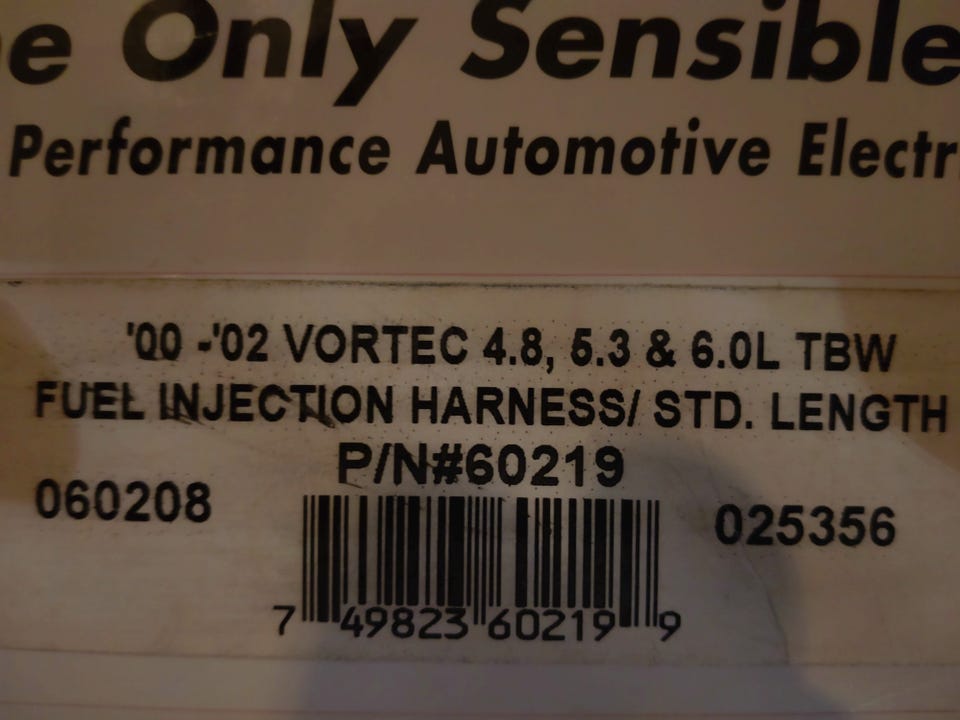 e Only Sensible
Performance Automotive Electr
'00 -'02 VORTEC 4.8, 5.3 & 6.0L TBW
FUEL INJECTION HARNESS/ STD. LENGTH
P/N#60219
060208
025356
7 49823 60219 9